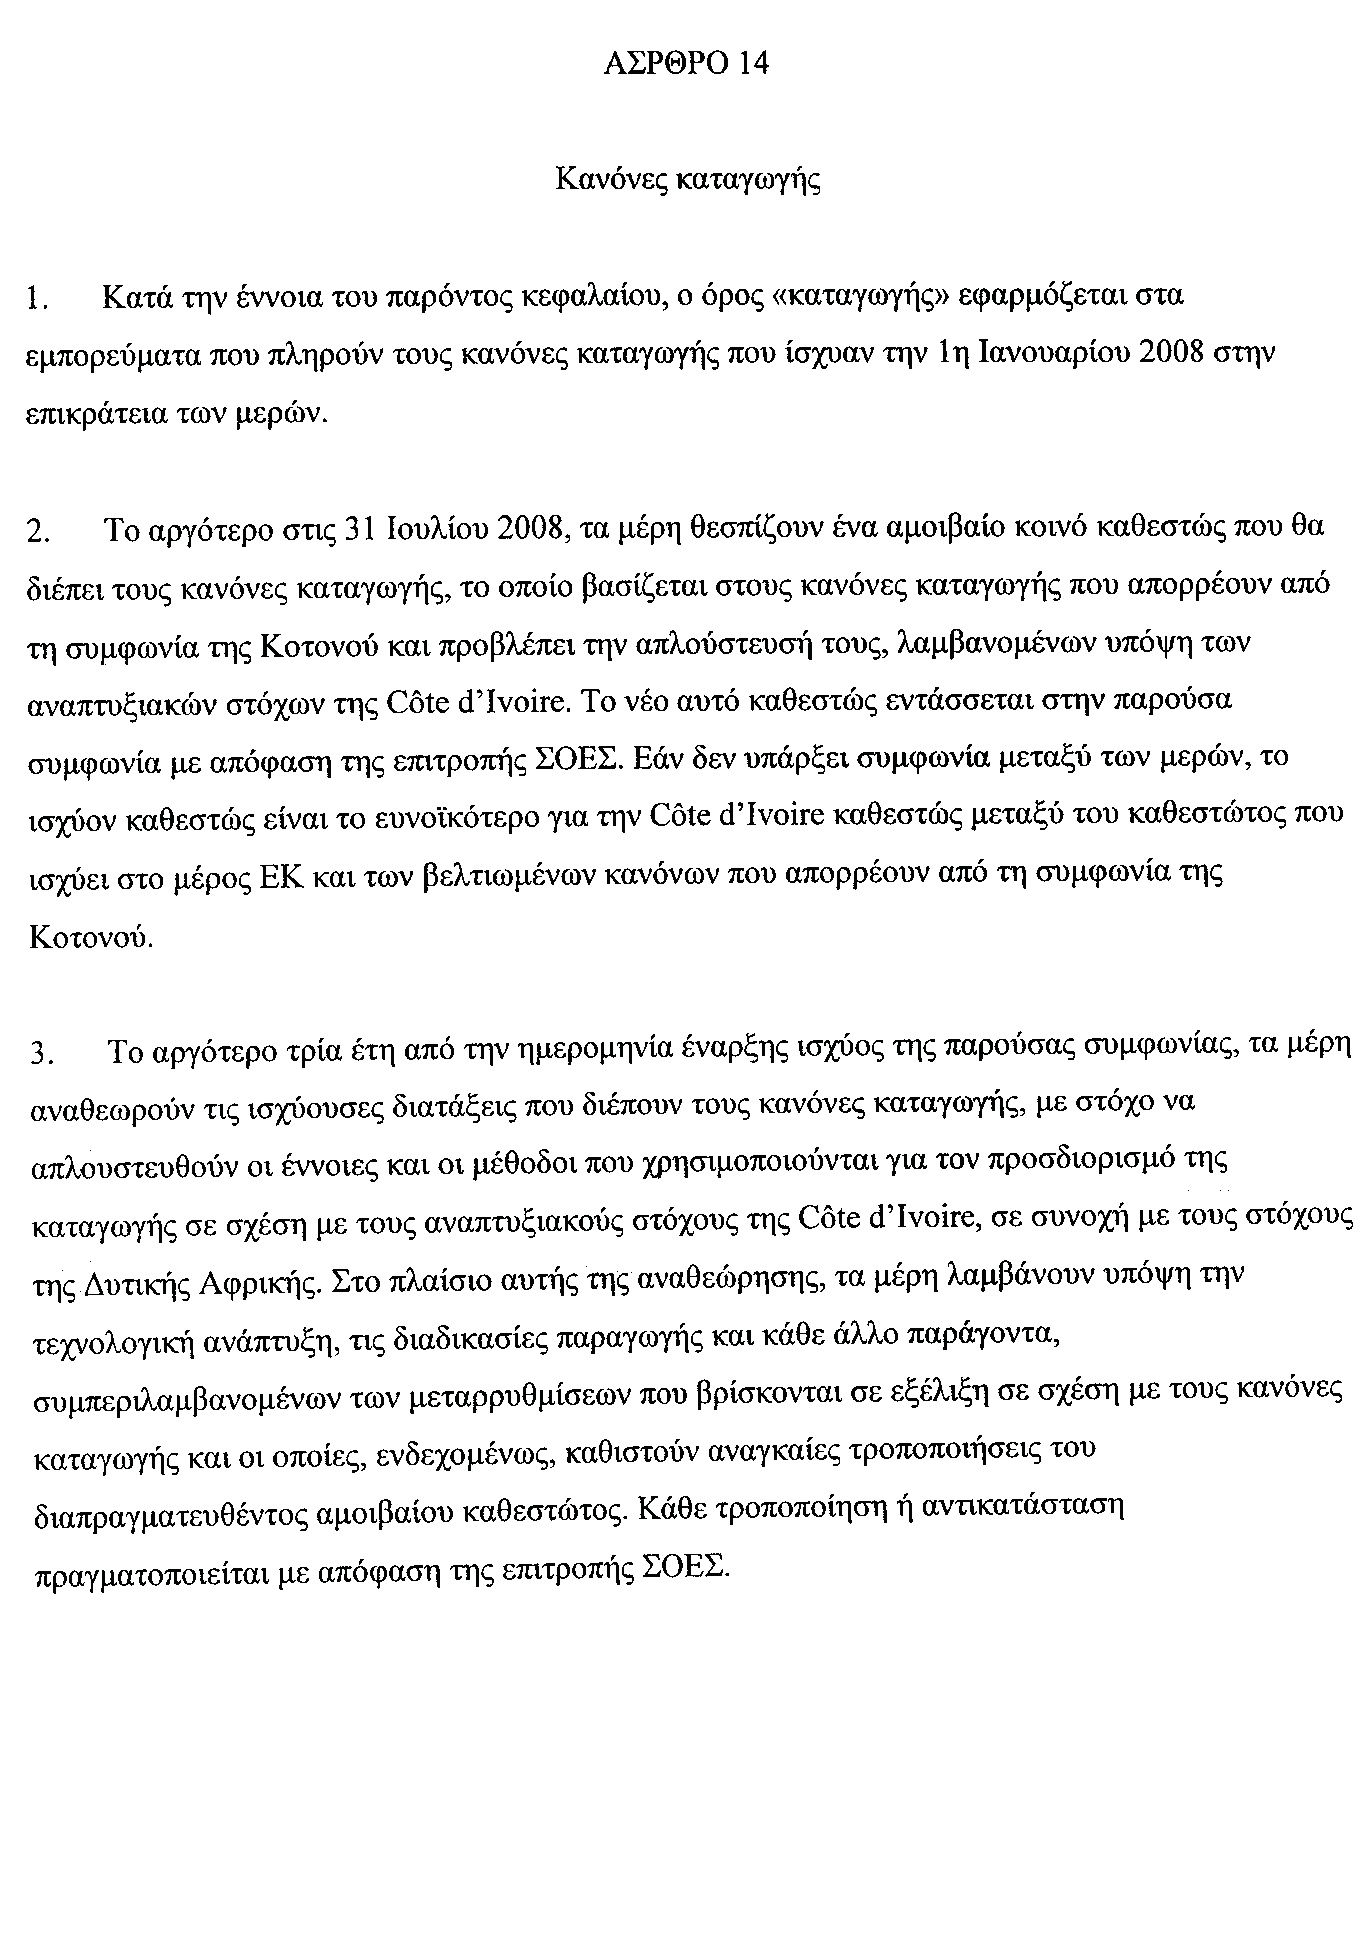 ΑΣΡΘΡΟ 14
Κανόνες καταγωγής
1. Κατά την έννοια του παρόντος κεφαλαίου, ο όρος «καταγωγής» εφαρμόζεται στα
εμπορεύματα που πληρούν τους κανόνες καταγωγής που ίσχυαν την 1η Ιανουαρίου 2008 στην
επικράτεια των μερών.
2. Το αργότερο στις 31 Ιουλίου 2008, τα μέρη θεσπίζουν ένα αμοιβαίο κοινό καθεστώς που θα
διέπει τους κανόνες καταγωγής, το οποίο βασίζεται στους κανόνες καταγωγής που απορρέουν από
τη συμφωνία της Κοτονού και προβλέπει την απλούστευσή τους, λαμβανομένων υπόψη των
αναπτυξιακών στόχων της Côte d’Ivoire. Το νέο αυτό καθεστώς εντάσσεται στην παρούσα
συμφωνία με απόφαση της επιτροπής ΣΟΕΣ. Εάν δεν υπάρξει συμφωνία μεταξύ των μερών, το
ισχύον καθεστώς είναι το ευνοϊκότερο για την Côte d’Ivoire καθεστώς μεταξύ του καθεστώτος που
ισχύει στο μέρος ΕΚ και των βελτιωμένων κανόνων που απορρέουν από τη συμφωνία της
Κοτονού.
3. Το αργότερο τρία έτη από την ημερομηνία έναρξης ισχύος της παρούσας συμφωνίας, τα μέρη
αναθεωρούν τις ισχύουσες διατάξεις που διέπουν τους κανόνες καταγωγής, με στόχο να
απλουστευθούν οι έννοιες και οι μέθοδοι που χρησιμοποιούνται για τον προσδιορισμό της
καταγωγής σε σχέση με τους αναπτυξιακούς στόχους της Côte d’Ivoire, σε συνοχή με τους στόχους
της Δυτικής Αφρικής. Στο πλαίσιο αυτής της αναθεώρησης, τα μέρη λαμβάνουν υπόψη την
τεχνολογική ανάπτυξη, τις διαδικασίες παραγωγής και κάθε άλλο παράγοντα,
συμπεριλαμβανομένων των μεταρρυθμίσεων που βρίσκονται σε εξέλιξη σε σχέση με τους κανόνες
καταγωγής και οι οποίες, ενδεχομένως, καθιστούν αναγκαίες τροποποιήσεις του
διαπραγματευθέντος αμοιβαίου καθεστώτος. Κάθε τροποποίηση ή αντικατάσταση
πραγματοποιείται με απόφαση της επιτροπής ΣΟΕΣ.